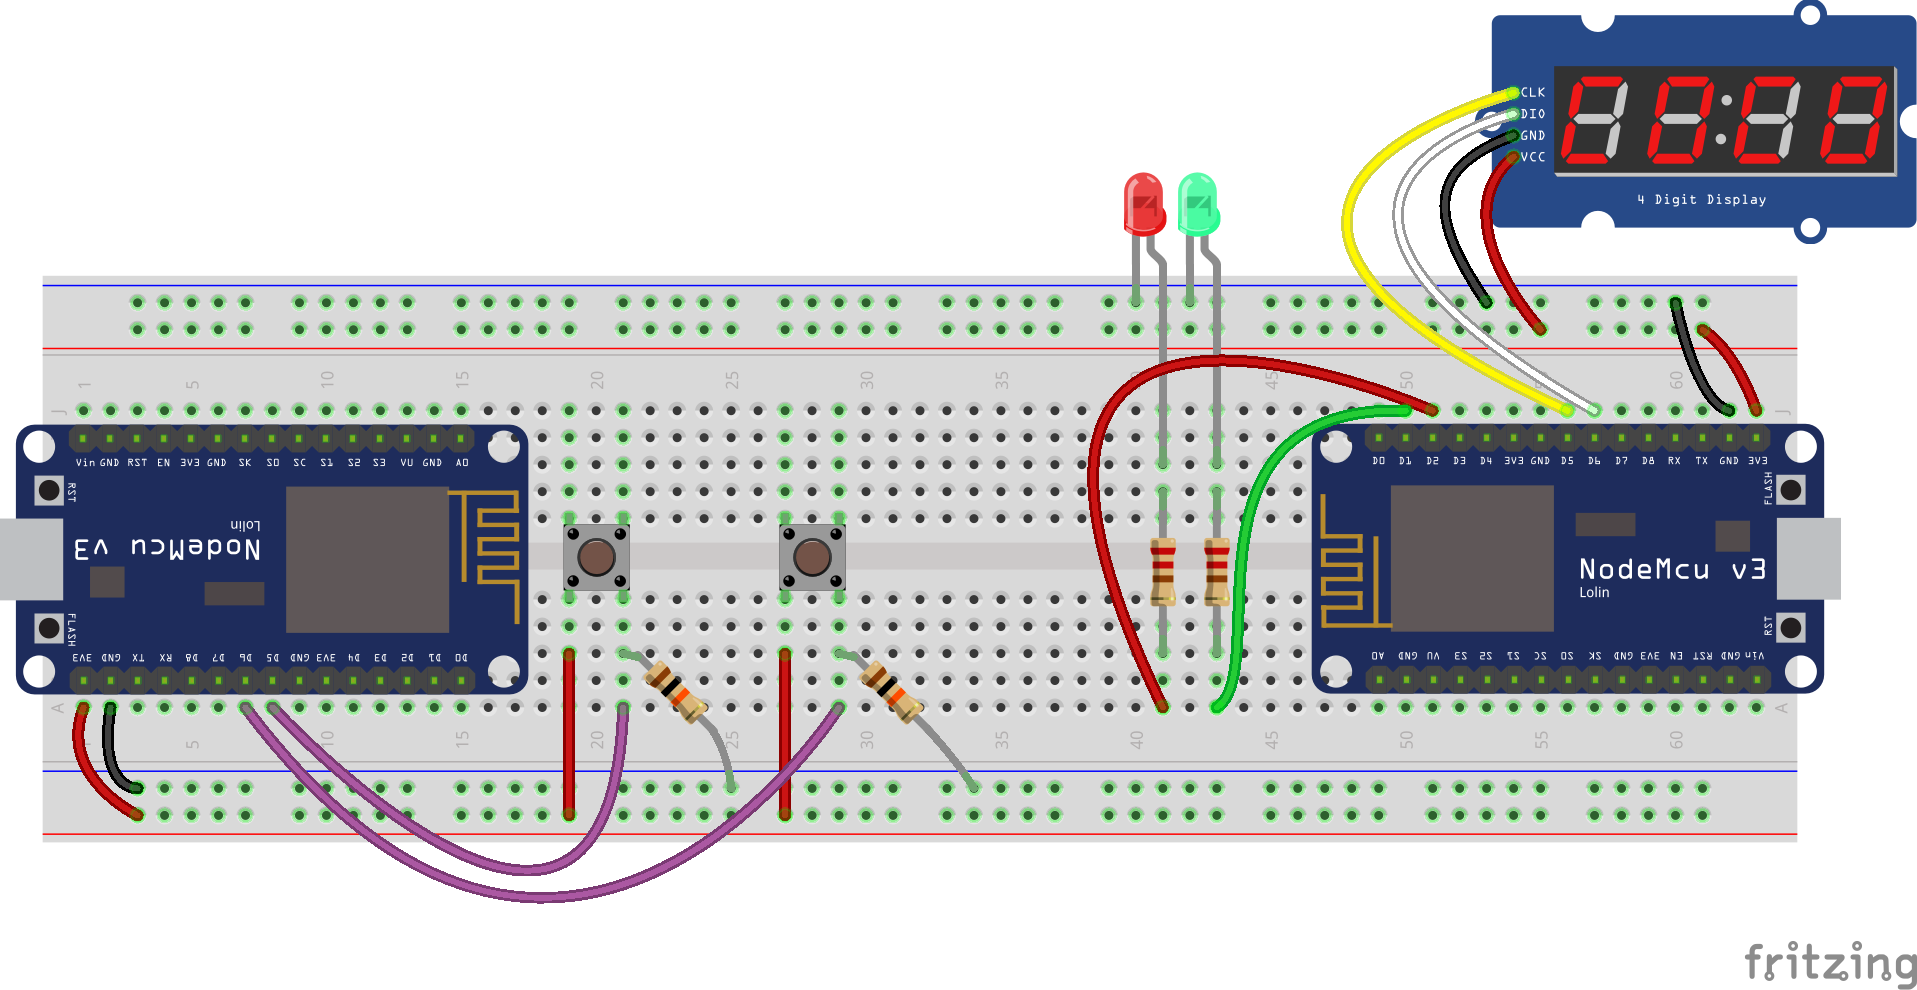 CLK
DIO
GND
VCC
4 Digit Display
1 5 10 15 20 25 30 35 45 50 60
J J
Vin GND RST EN 3V3 GND SK SO SC S1 S2 S3 VU GND A0
D0 D1 D2 D3 D4 3V3 GND D5 D6 D7 D8 RX TX GND 3V3
RST
FLASH
Lolin
NodeMcu v3
NodeMcu v3
Lolin
FLASH
RST
3V3 GND TX RX D8 D7 D6 D5 GND 3V3 D4 D3 D2 D1 D0
A0 GND VU S3 S2 S1 SC SO SK GND 3V3 EN RST GND Vin
A A
5 10 15 20 25 30 35 40 45 50 55 60
fritzing